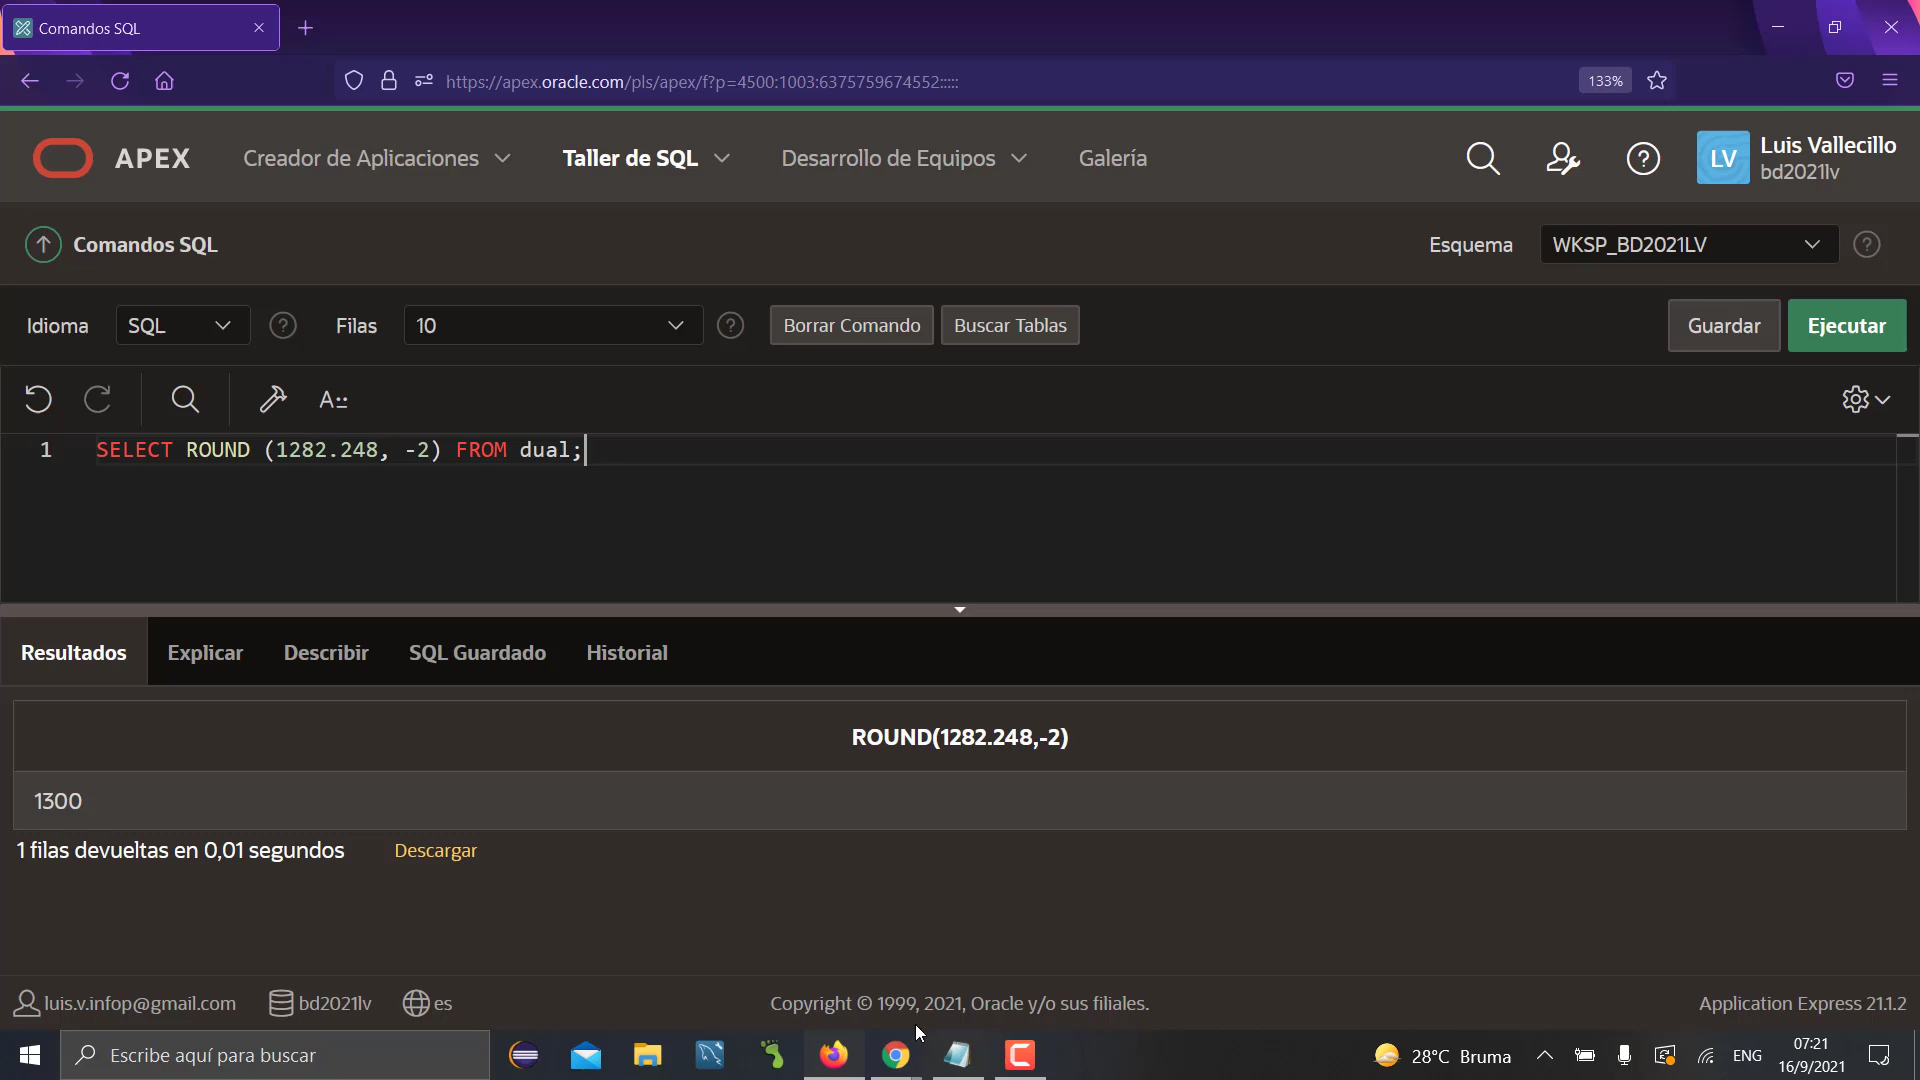 Comandos SQL
https://apex.oracle.com/pls/apex/f?p=4500:1003:6375759674552:::::
133%
APEX
Creador de Aplicaciones
Taller de SQL
Desarrollo de Equipos
Galería
LV
Luis Vallecillo
bd2021lv
Comandos SQL
Esquema
WKSP_BD2021LV
Idioma
SQL
Filas
10
Borrar Comando
Buscar Tablas
Guardar
Ejecutar
A::
1 SELECT ROUND (1282.248, -2) FROM dual;
Resultados
Explicar
Describir
SQL Guardado
Historial
ROUND(1282.248,-2)
1300
1 filas devueltas en 0,01 segundos
Descargar
luis.v.infop@gmail.com
bd2021lv
es
Copyright © 1999, 2021, Oracle y/o sus filiales.
Application Express 21.1.2
Escribe aquí para buscar
28°C Bruma
ENG
07:21
16/9/2021